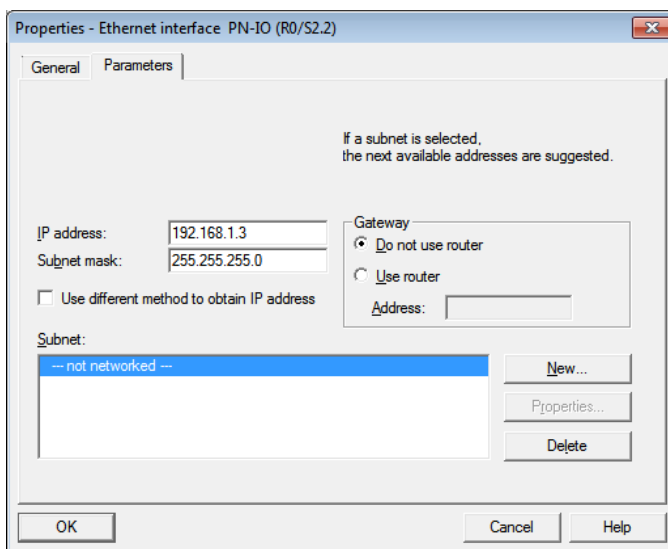 Properties - Ethernet interface PN-IO (R0/S2.2)
General
Parameters
If a subnet is selected,
the next available addresses are suggested.
IP address:
192.168.1.3
Subnet mask:
255.255.255.0
Use different method to obtain IP address
Gateway
Do not use router
Use router
Address:
Subnet:
--- not networked ---
New...
Properties...
Delete
OK
Cancel
Help